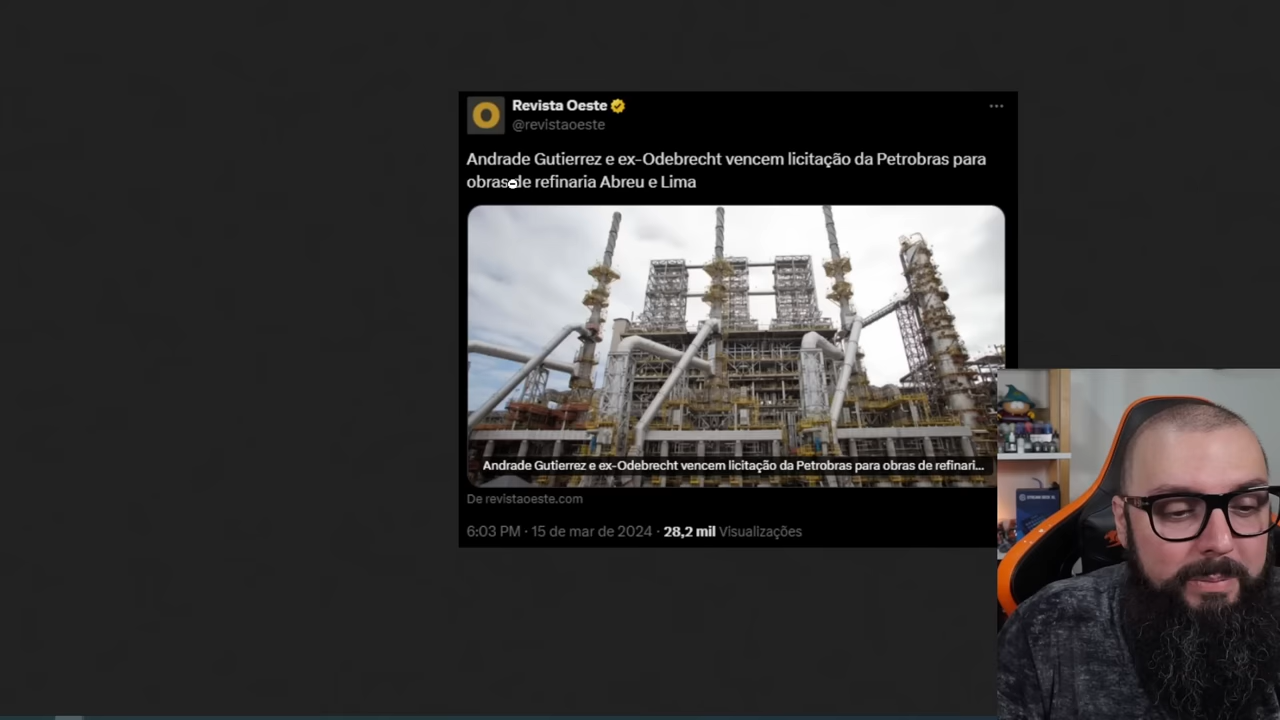 Revista Oeste
@revistaoeste
Andrade Gutierrez e ex-Odebrecht vencem licitação da Petrobras para
obras de refinaria Abreu e Lima
Andrade Gutierrez e ex-Odebrecht vencem licitação da Petrobras para obras de refinari...
De revistaoeste.com
6:03 PM · 15 de mar de 2024 · 28,2 mil Visualizações